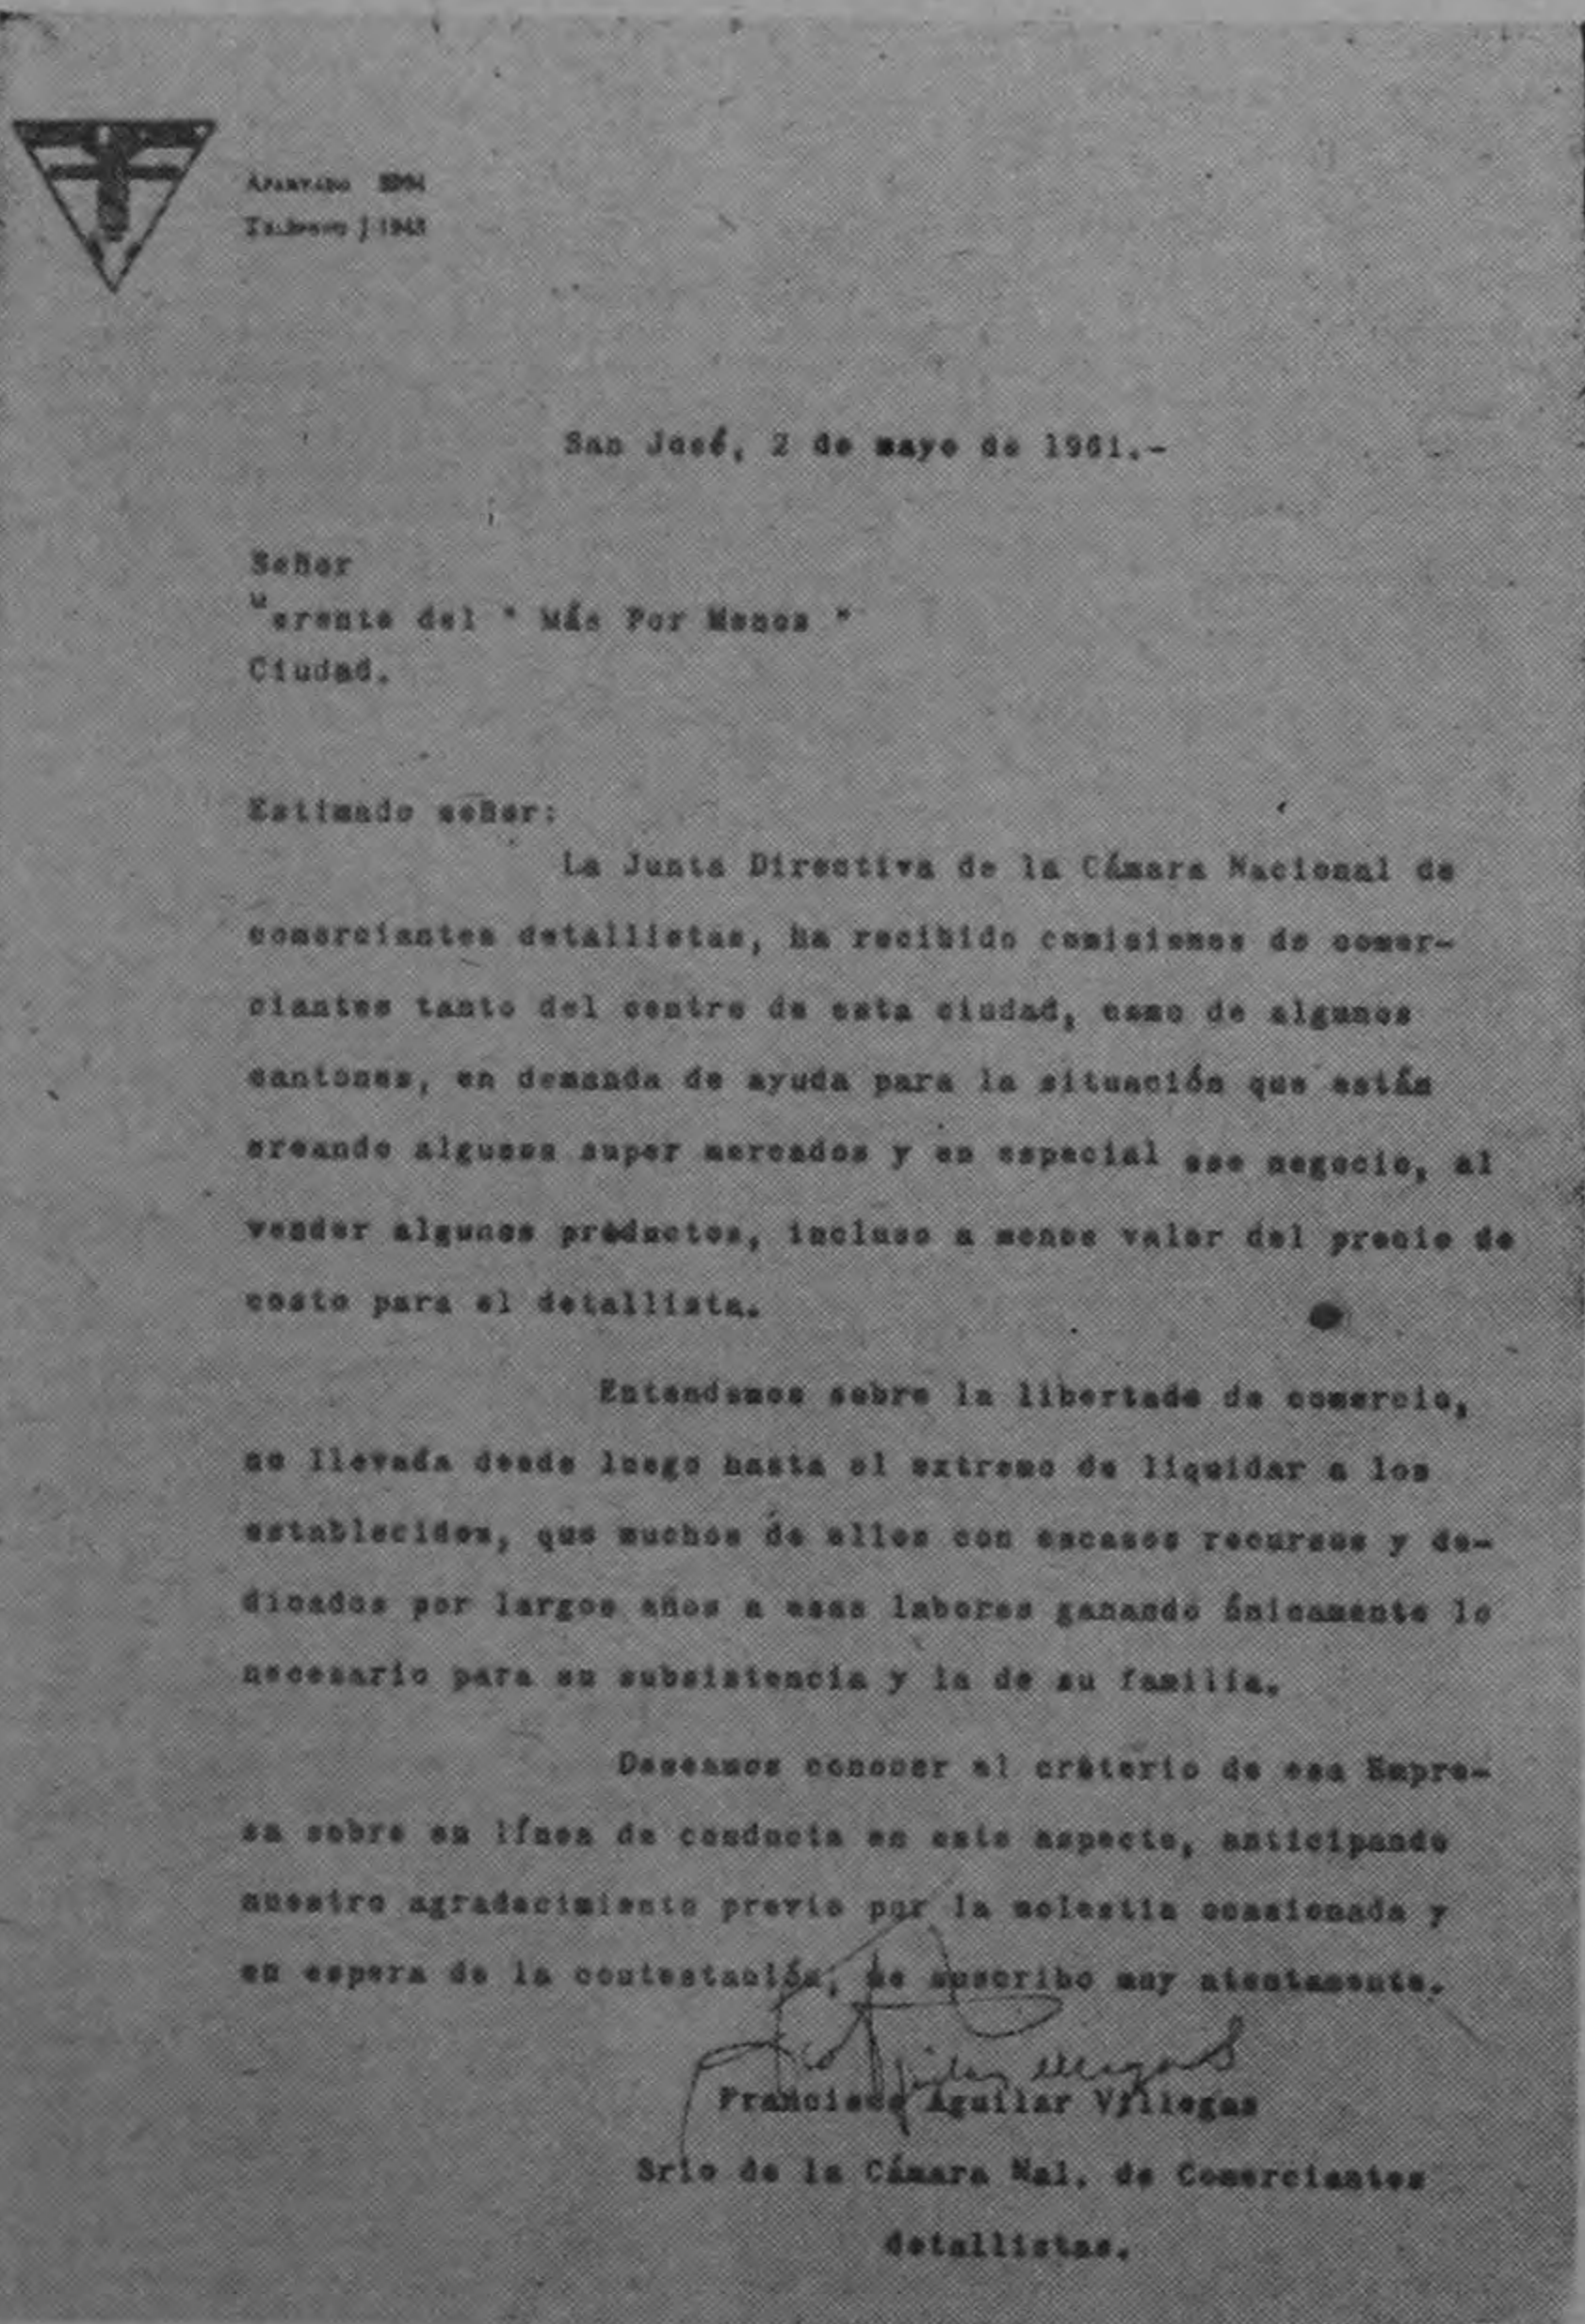 Apartado
Teléfono 1943
San José, 2 de mayo de 1961.-
Señor
Gerente del " Más Por Menos "
Ciudad.
Estimado señor:
La Junta Directiva de la Cámara Nacional de
comerciantes detallistas, ha recibido comisiones de comer-
ciantes tanto del centro de esta ciudad, como de algunos
cantones, en demanda de ayuda para la situación que están
creando algunos super mercados y en especial ese negocio, al
vender algunos productos, incluso a menos valor del precio de
costo para el detallista.
Entendemos sobre la libertade de comercio,
no llevada desde luego hasta el extremo de liquidar a los
establecidos, que muchos de ellos con escasos recursos y de-
dicados por largos años a esas labores ganando únicamente lo
necesario para su subsistencia y la de su familia.
Deseamos conocer el criterio de esa Empre-
sa sobre su línea de conducta en este aspecto, anticipando
nuestro agradecimiento previo por la molestia ocasionada y
en espera de la contestación, me suscribo muy atentamente.
Francisco Aguilar Villegas
Srio de la Cámara Nal. de Comerciantes
detallistas.